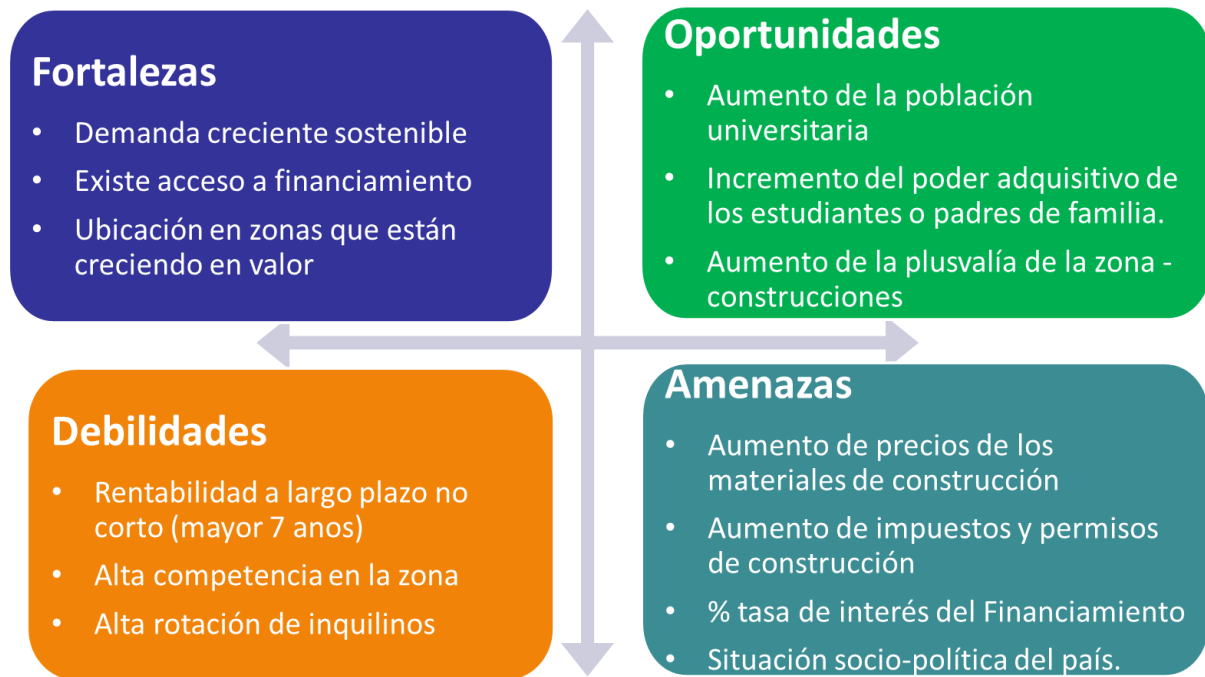 Fortalezas
• Demanda creciente sostenible
• Existe acceso a financiamiento
• Ubicación en zonas que están
creciendo en valor
Oportunidades
• Aumento de la población
universitaria
• Incremento del poder adquisitivo de
los estudiantes o padres de familia.
• Aumento de la plusvalía de la zona -
construcciones
Debilidades
• Rentabilidad a largo plazo no
corto (mayor 7 anos)
• Alta competencia en la zona
• Alta rotación de inquilinos
Amenazas
• Aumento de precios de los
materiales de construcción
• Aumento de impuestos y permisos
de construcción
• % tasa de interés del Financiamiento
• Situación socio-política del país.